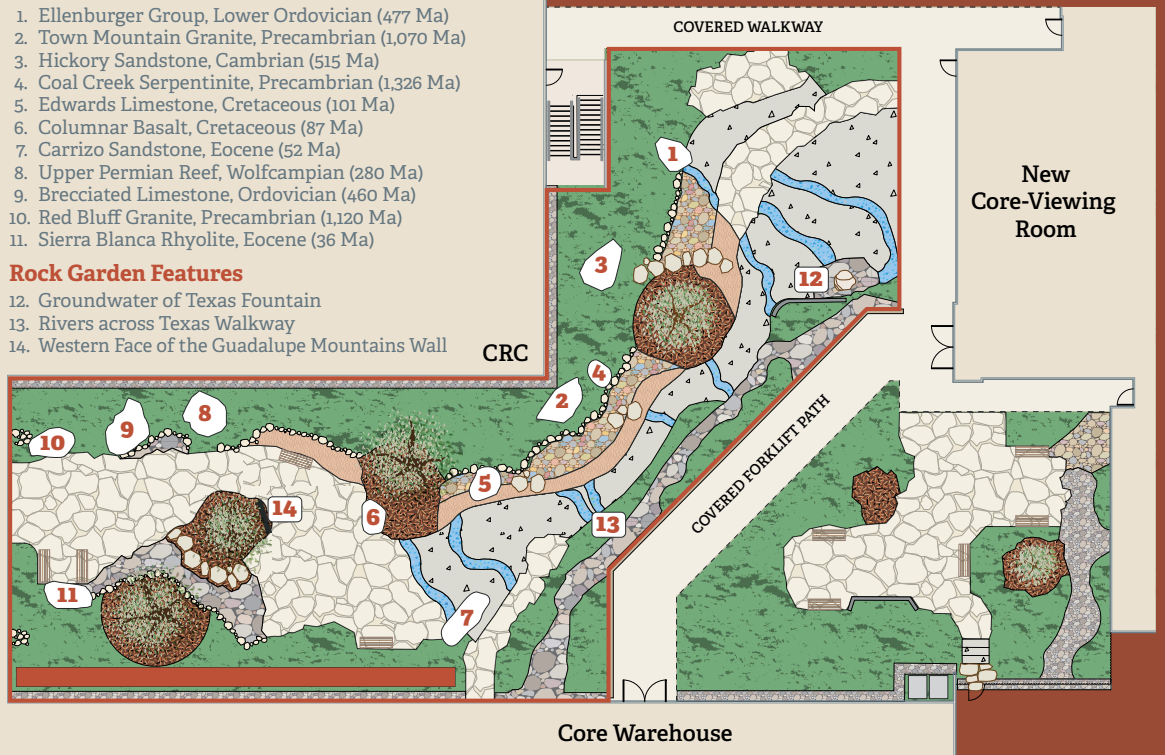 1. Ellenburger Group, Lower Ordovician (477 Ma)
2. Town Mountain Granite, Precambrian (1,070 Ma)
3. Hickory Sandstone, Cambrian (515 Ma)
4. Coal Creek Serpentinite, Precambrian (1,326 Ma)
5. Edwards Limestone, Cretaceous (101 Ma)
6. Columnar Basalt, Cretaceous (87 Ma)
7. Carrizo Sandstone, Eocene (52 Ma)
8. Upper Permian Reef, Wolfcampian (280 Ma)
9. Brecciated Limestone, Ordovician (460 Ma)
10. Red Bluff Granite, Precambrian (1,120 Ma)
11. Sierra Blanca Rhyolite, Eocene (36 Ma)
Rock Garden Features
12. Groundwater of Texas Fountain
13. Rivers across Texas Walkway
14. Western Face of the Guadalupe Mountains Wall
CRC
COVERED WALKWAY
New
Core-Viewing
Room
1
3
12
4
2
8
9
10
5
14
6
13
11
7
COVERED FORKLIFT PATH
Core Warehouse